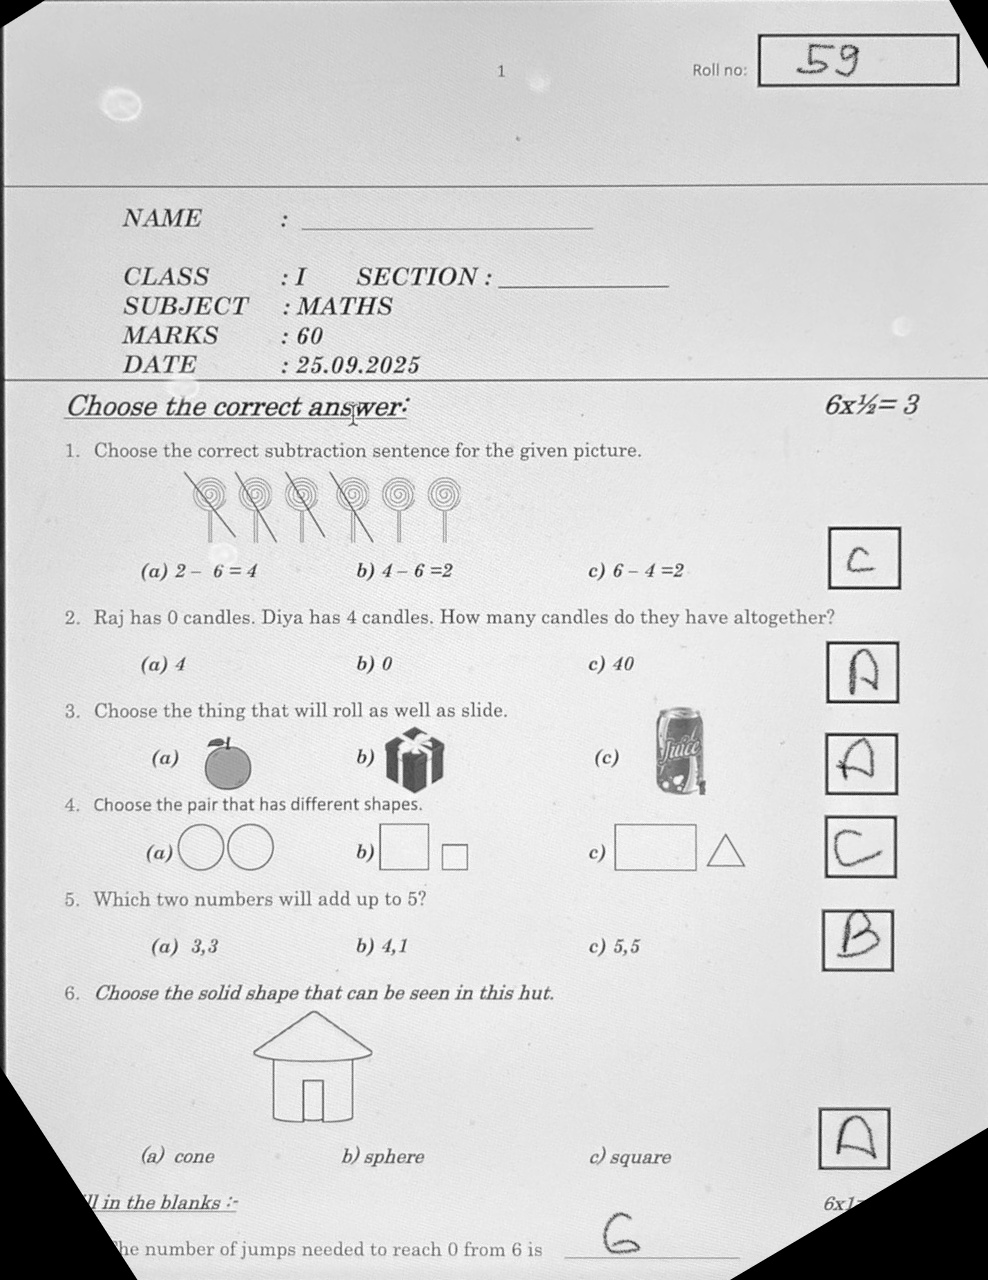 1
Roll no: 59
NAME : 
CLASS : I SECTION :
SUBJECT : MATHS
MARKS : 60
DATE : 25.09.2025
Choose the correct answer: 6x½= 3
1. Choose the correct subtraction sentence for the given picture.
(a) 2 – 6 = 4 b) 4 – 6 =2 c) 6 – 4 =2 C
2. Raj has 0 candles. Diya has 4 candles. How many candles do they have altogether?
(a) 4 b) 0 c) 40 A
3. Choose the thing that will roll as well as slide.
(a) b) (c) Juice A
4. Choose the pair that has different shapes.
(a) b) c) C
5. Which two numbers will add up to 5?
(a) 3,3 b) 4,1 c) 5,5 B
6. Choose the solid shape that can be seen in this hut.
(a) cone b) sphere c) square A
ll in the blanks :- 6x1=
he number of jumps needed to reach 0 from 6 is 6